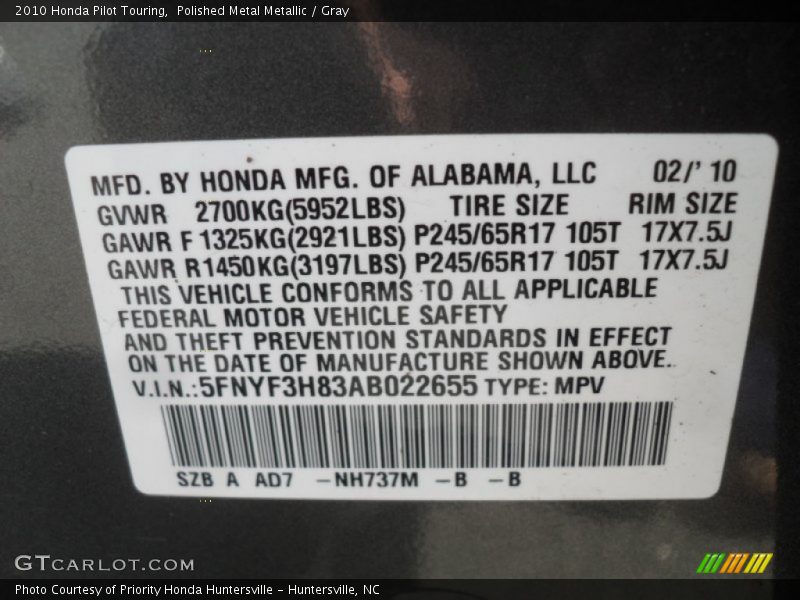 2010 Honda Pilot Touring,  Polished Metal Metallic / Gray
MFD. BY HONDA MFG. OF ALABAMA, LLC 02/' 10
GVWR 2700KG(5952LBS) TIRE SIZE RIM SIZE
GAWR F 1325KG(2921LBS) P245/65R17 105T 17X7.5J
GAWR R1450KG(3197LBS) P245/65R17 105T 17X7.5J
THIS VEHICLE CONFORMS TO ALL APPLICABLE
FEDERAL MOTOR VEHICLE SAFETY
AND THEFT PREVENTION STANDARDS IN EFFECT
ON THE DATE OF MANUFACTURE SHOWN ABOVE.
V.I.N.:5FNYF3H83AB022655 TYPE: MPV
SZB A AD7 -NH737M -B -B
GTCARLOT.COM
Photo Courtesy of Priority Honda Huntersville - Huntersville, NC